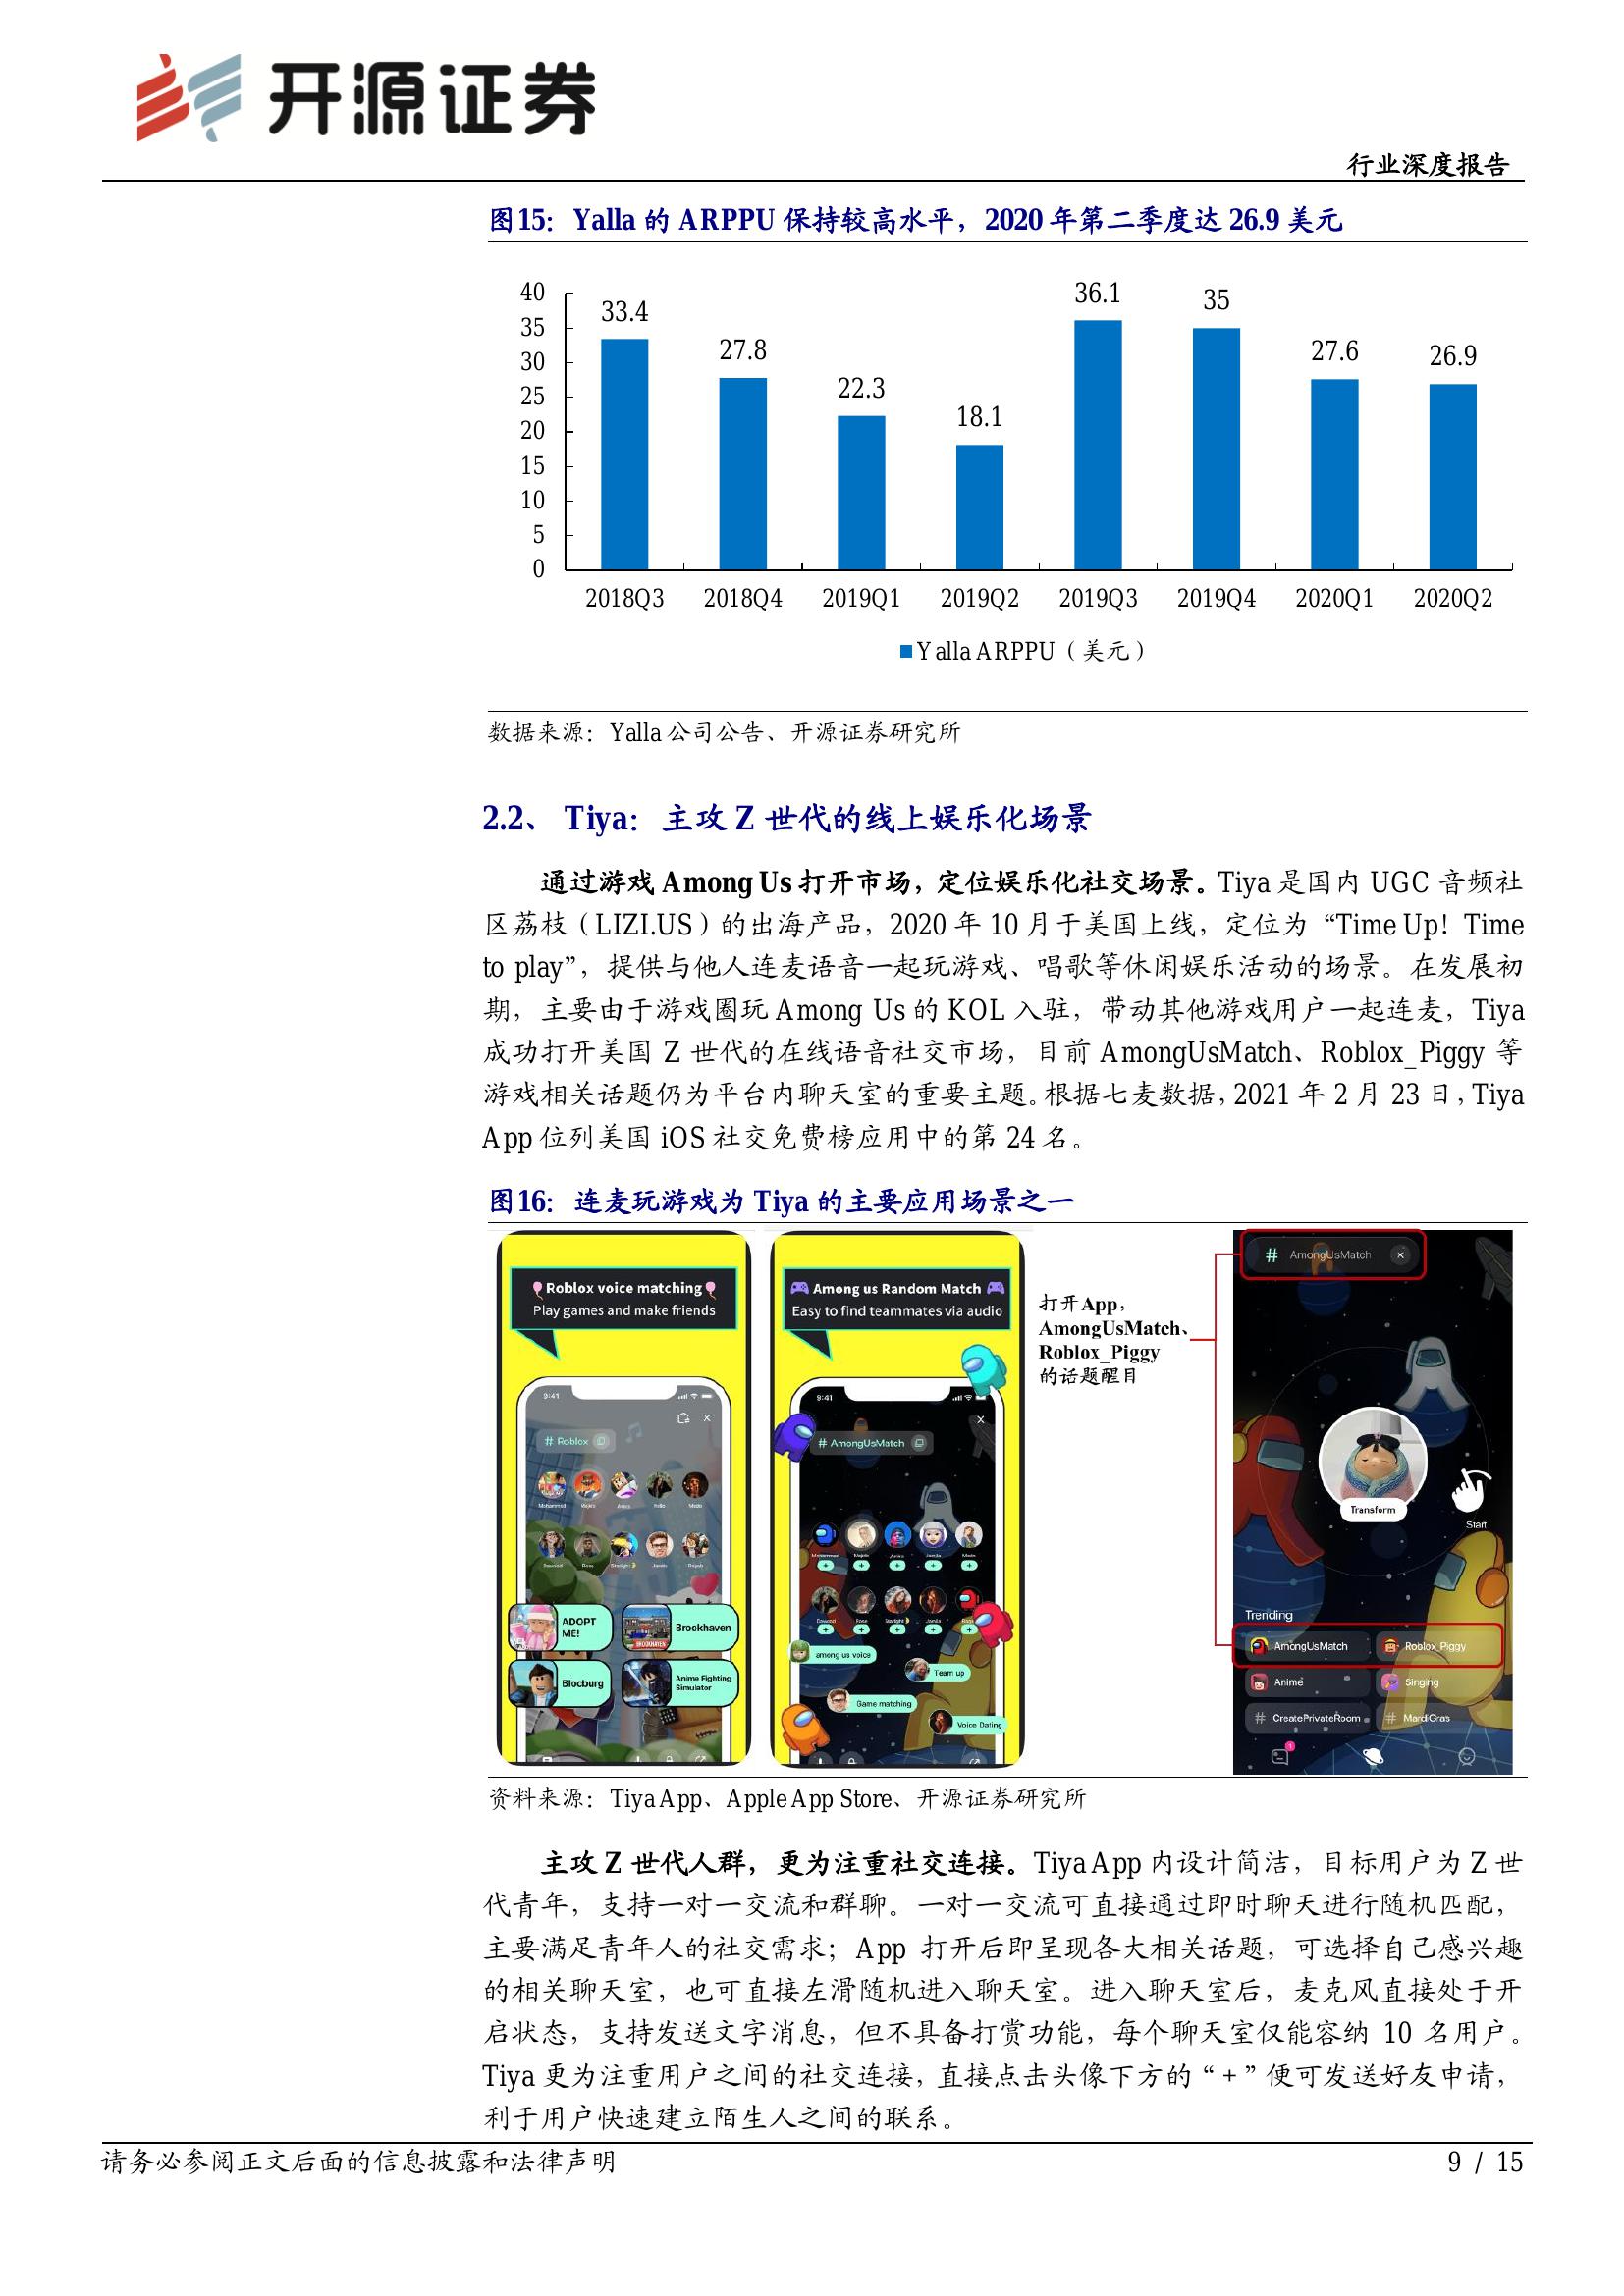 开源证券
行业深度报告
图15：Yalla 的 ARPPU 保持较高水平，2020 年第二季度达 26.9 美元
40
35
30
25
20
15
10
5
0
33.4
27.8
22.3
18.1
36.1
35
27.6
26.9
2018Q3
2018Q4
2019Q1
2019Q2
2019Q3
2019Q4
2020Q1
2020Q2
Yalla ARPPU（美元）
数据来源：Yalla 公司公告、开源证券研究所
2.2、 Tiya：主攻 Z 世代的线上娱乐化场景
通过游戏 Among Us 打开市场，定位娱乐化社交场景。Tiya 是国内 UGC 音频社
区荔枝（LIZI.US）的出海产品，2020 年 10 月于美国上线，定位为“Time Up！Time
to play”，提供与他人连麦语音一起玩游戏、唱歌等休闲娱乐活动的场景。在发展初
期，主要由于游戏圈玩 Among Us 的 KOL 入驻，带动其他游戏用户一起连麦，Tiya
成功打开美国 Z 世代的在线语音社交市场，目前 AmongUsMatch、Roblox_Piggy 等
游戏相关话题仍为平台内聊天室的重要主题。根据七麦数据，2021 年 2 月 23 日，Tiya
App 位列美国 iOS 社交免费榜应用中的第 24 名。
图16：连麦玩游戏为 Tiya 的主要应用场景之一
Roblox voice matching
Play games and make friends
9:41
# Roblox
ADOPT
ME!
Brookhaven
Blocburg
Anime Fighting
Simulator
Among us Random Match
Easy to find teammates via audio
9:41
# AmongUsMatch
among us voice
Team up
Game matching
Voice Dating
打开App，
AmongUsMatch、
Roblox_Piggy
的话题醒目
# AmongUsMatch
Transform
Start
Trending
AmongUsMatch
Roblox_Piggy
Anime
Singing
# CreatePrivateRoom
# MardiGras
资料来源：Tiya App、Apple App Store、开源证券研究所
主攻 Z 世代人群，更为注重社交连接。Tiya App 内设计简洁，目标用户为 Z 世
代青年，支持一对一交流和群聊。一对一交流可直接通过即时聊天进行随机匹配，
主要满足青年人的社交需求；App 打开后即呈现各大相关话题，可选择自己感兴趣
的相关聊天室，也可直接左滑随机进入聊天室。进入聊天室后，麦克风直接处于开
启状态，支持发送文字消息，但不具备打赏功能，每个聊天室仅能容纳 10 名用户。
Tiya 更为注重用户之间的社交连接，直接点击头像下方的“+”便可发送好友申请，
利于用户快速建立陌生人之间的联系。
请务必参阅正文后面的信息披露和法律声明
9 / 15